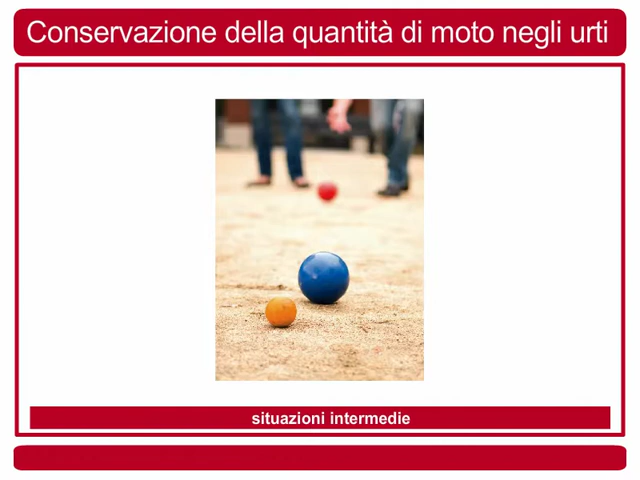 Conservazione della quantità di moto negli urti
situazioni intermedie